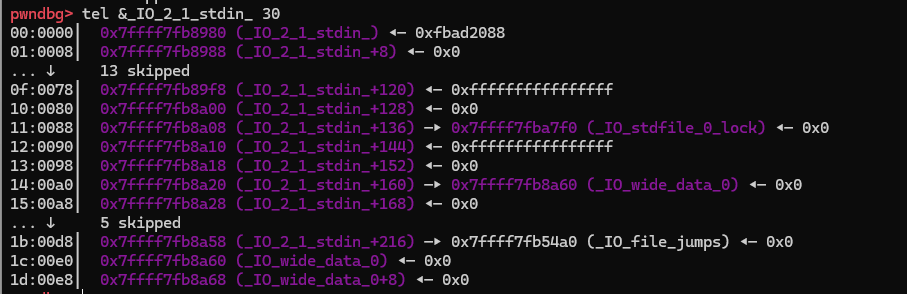 pwndbg> tel &_IO_2_1_stdin_ 30
00:0000│  0x7ffff7fb8980 (_IO_2_1_stdin_) ◂— 0xfbad2088
01:0008│  0x7ffff7fb8988 (_IO_2_1_stdin_+8) ◂— 0x0
... ↓     13 skipped
0f:0078│  0x7ffff7fb89f8 (_IO_2_1_stdin_+120) ◂— 0xffffffffffffffff
10:0080│  0x7ffff7fb8a00 (_IO_2_1_stdin_+128) ◂— 0x0
11:0088│  0x7ffff7fb8a08 (_IO_2_1_stdin_+136) —▸ 0x7ffff7fba7f0 (_IO_stdfile_0_lock) ◂— 0x0
12:0090│  0x7ffff7fb8a10 (_IO_2_1_stdin_+144) ◂— 0xffffffffffffffff
13:0098│  0x7ffff7fb8a18 (_IO_2_1_stdin_+152) ◂— 0x0
14:00a0│  0x7ffff7fb8a20 (_IO_2_1_stdin_+160) —▸ 0x7ffff7fb8a60 (_IO_wide_data_0) ◂— 0x0
15:00a8│  0x7ffff7fb8a28 (_IO_2_1_stdin_+168) ◂— 0x0
... ↓     5 skipped
1b:00d8│  0x7ffff7fb8a58 (_IO_2_1_stdin_+216) —▸ 0x7ffff7fb54a0 (_IO_file_jumps) ◂— 0x0
1c:00e0│  0x7ffff7fb8a60 (_IO_wide_data_0) ◂— 0x0
1d:00e8│  0x7ffff7fb8a68 (_IO_wide_data_0+8) ◂— 0x0